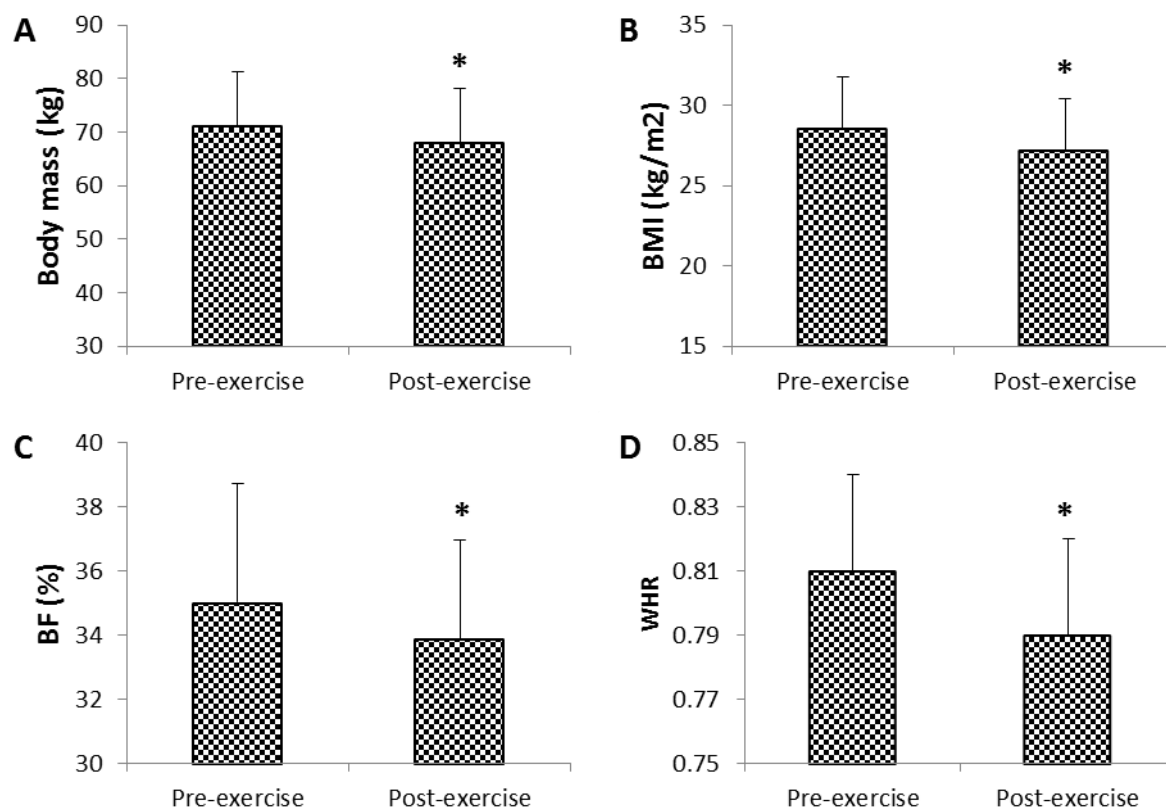 A
Body mass (kg)
90
80
70
60
50
40
30
*
Pre-exercise
Post-exercise
B
BMI (kg/m2)
35
30
25
20
15
*
Pre-exercise
Post-exercise
C
BF (%)
40
38
36
34
32
30
*
Pre-exercise
Post-exercise
D
WHR
0.85
0.83
0.81
0.79
0.77
0.75
*
Pre-exercise
Post-exercise